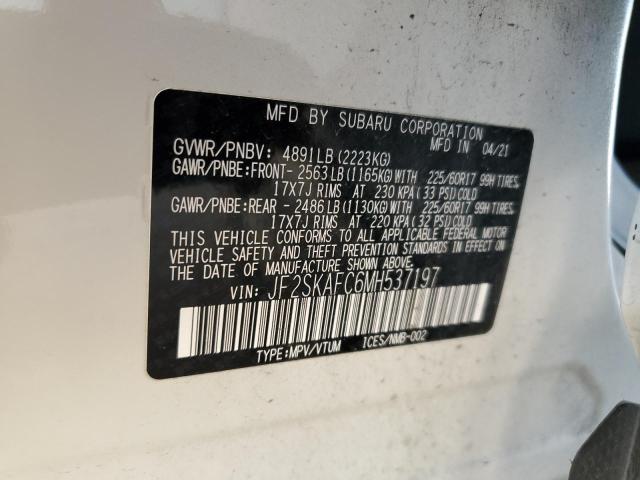 MFD BY SUBARU CORPORATION
MFD IN 04/21
GVWR/PNBV: 4891LB (2223KG)
GAWR/PNBE:FRONT- 2563LB (1165KG) WITH 225/60R17 99H TIRES,
17X7J RIMS AT 230 KPA ( 33 PSI) COLD
GAWR/PNBE:REAR - 2486LB (1130KG) WITH 225/60R17 99H TIRES,
17X7J RIMS AT 220 KPA ( 32 PSI) COLD
THIS VEHICLE CONFORMS TO ALL APPLICABLE FEDERAL MOTOR
VEHICLE SAFETY AND THEFT PREVENTION STANDARDS IN EFFECT
ON THE DATE OF MANUFACTURE SHOWN ABOVE.
VIN: JF2SKAFC6MH537197
TYPE:MPV/VTUM ICES/NMB-002